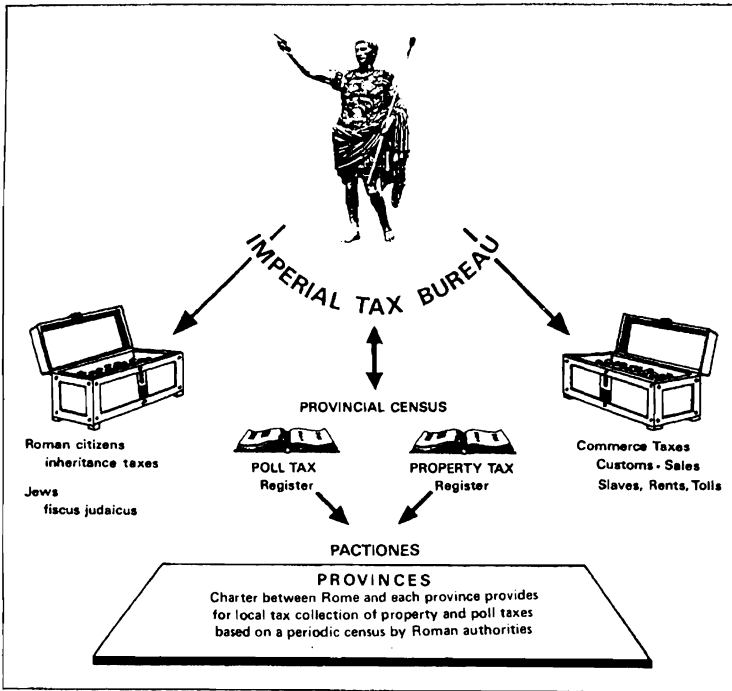 IMPERIAL TAX BUREAU
PROVINCIAL CENSUS
Roman citizens
inheritance taxes
Jews
fiscus judaicus
POLL TAX
Register
PROPERTY TAX
Register
Commerce Taxes
Customs · Sales
Slaves, Rents, Tolls
PACTIONES
PROVINCES
Charter between Rome and each province provides
for local tax collection of property and poll taxes
based on a periodic census by Roman authorities